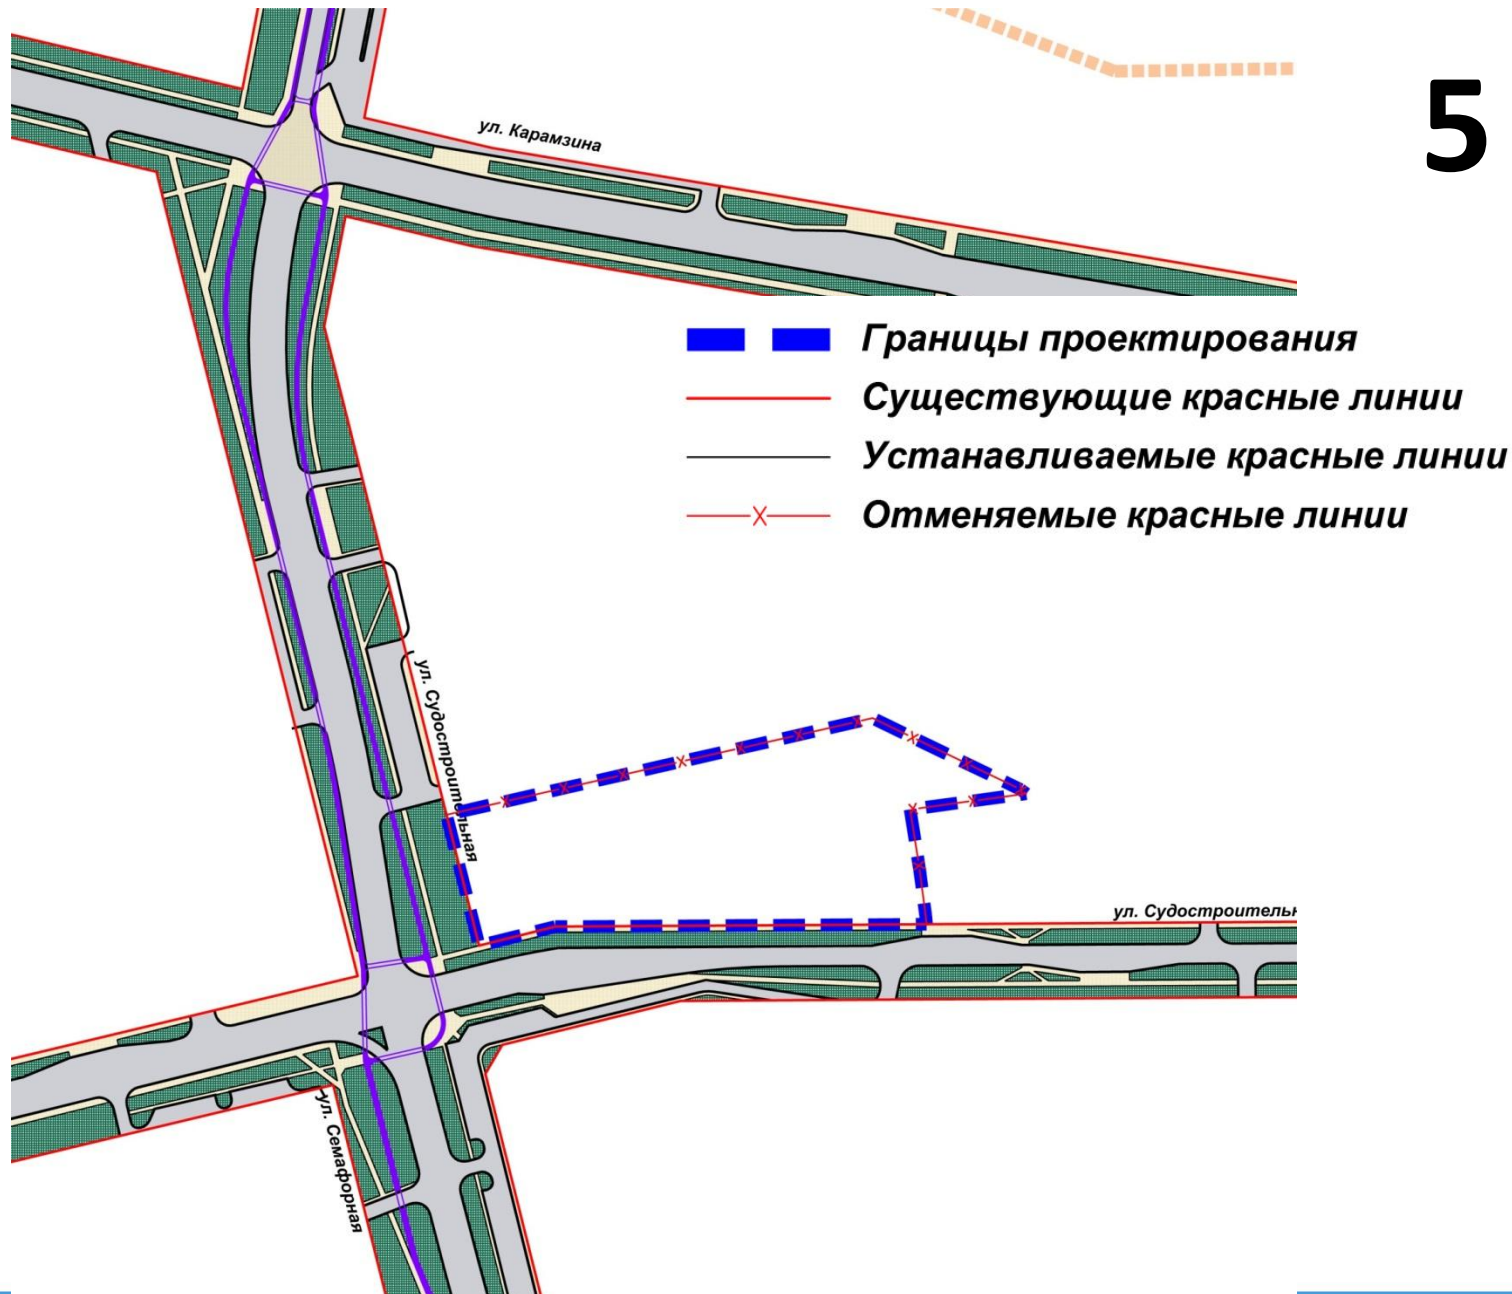 5
ул. Карамзина
Границы проектирования
Существующие красные линии
Устанавливаемые красные линии
Отменяемые красные линии
ул. Судостроительная
ул. Судостроительн
ул. Семафорная